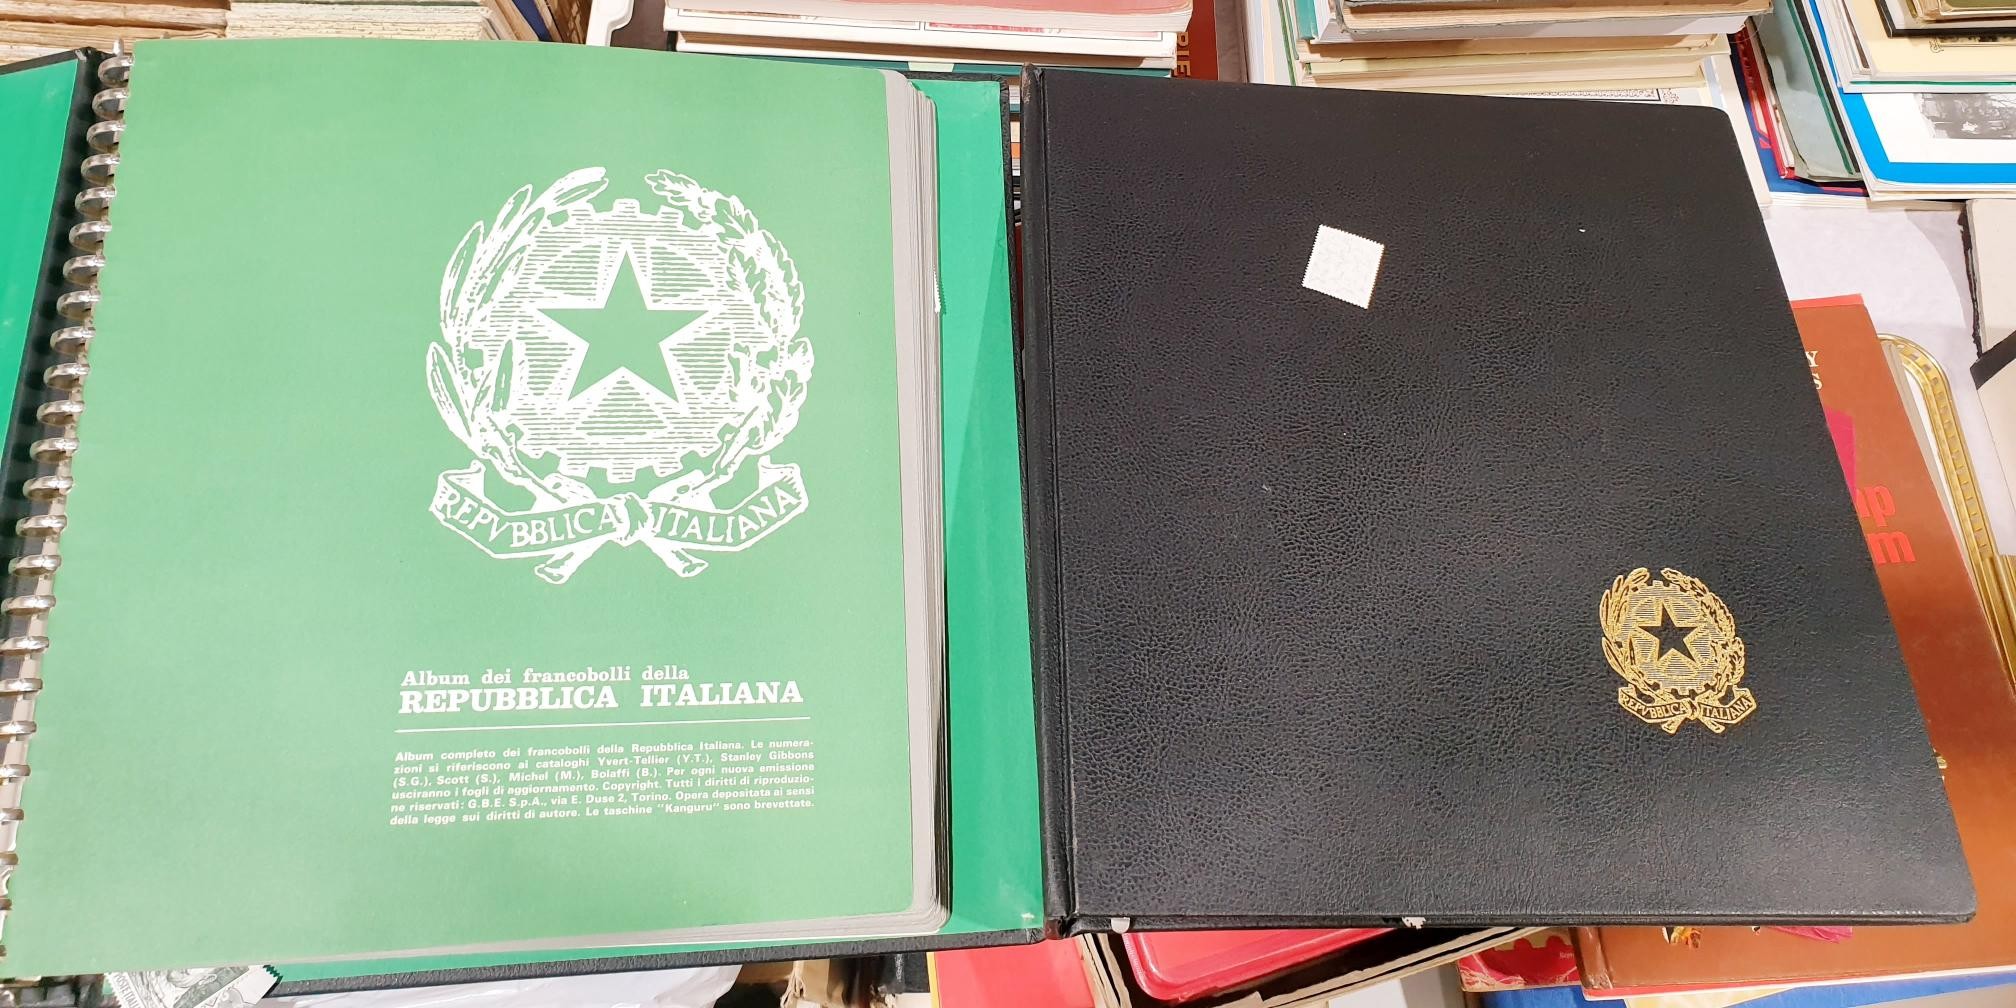 REPVBBLICA ITALIANA
Album dei francobolli della
REPUBBLICA ITALIANA
Album completo dei francobolli della Repubblica Italiana. Le numera-
zioni si riferiscono ai cataloghi Yvert-Tellier (Y.T.), Stanley Gibbons
(S.G.), Scott (S.), Michel (M.), Bolaffi (B.). Per ogni nuova emissione
usciranno i fogli di aggiornamento. Copyright. Tutti i diritti di riproduzio-
ne riservati: G.B.E. S.p.A., via E. Duse 2, Torino. Opera depositata ai sensi
della legge sui diritti di autore. Le taschine "Kanguru" sono brevettate.
REPVBBLICA ITALIANA